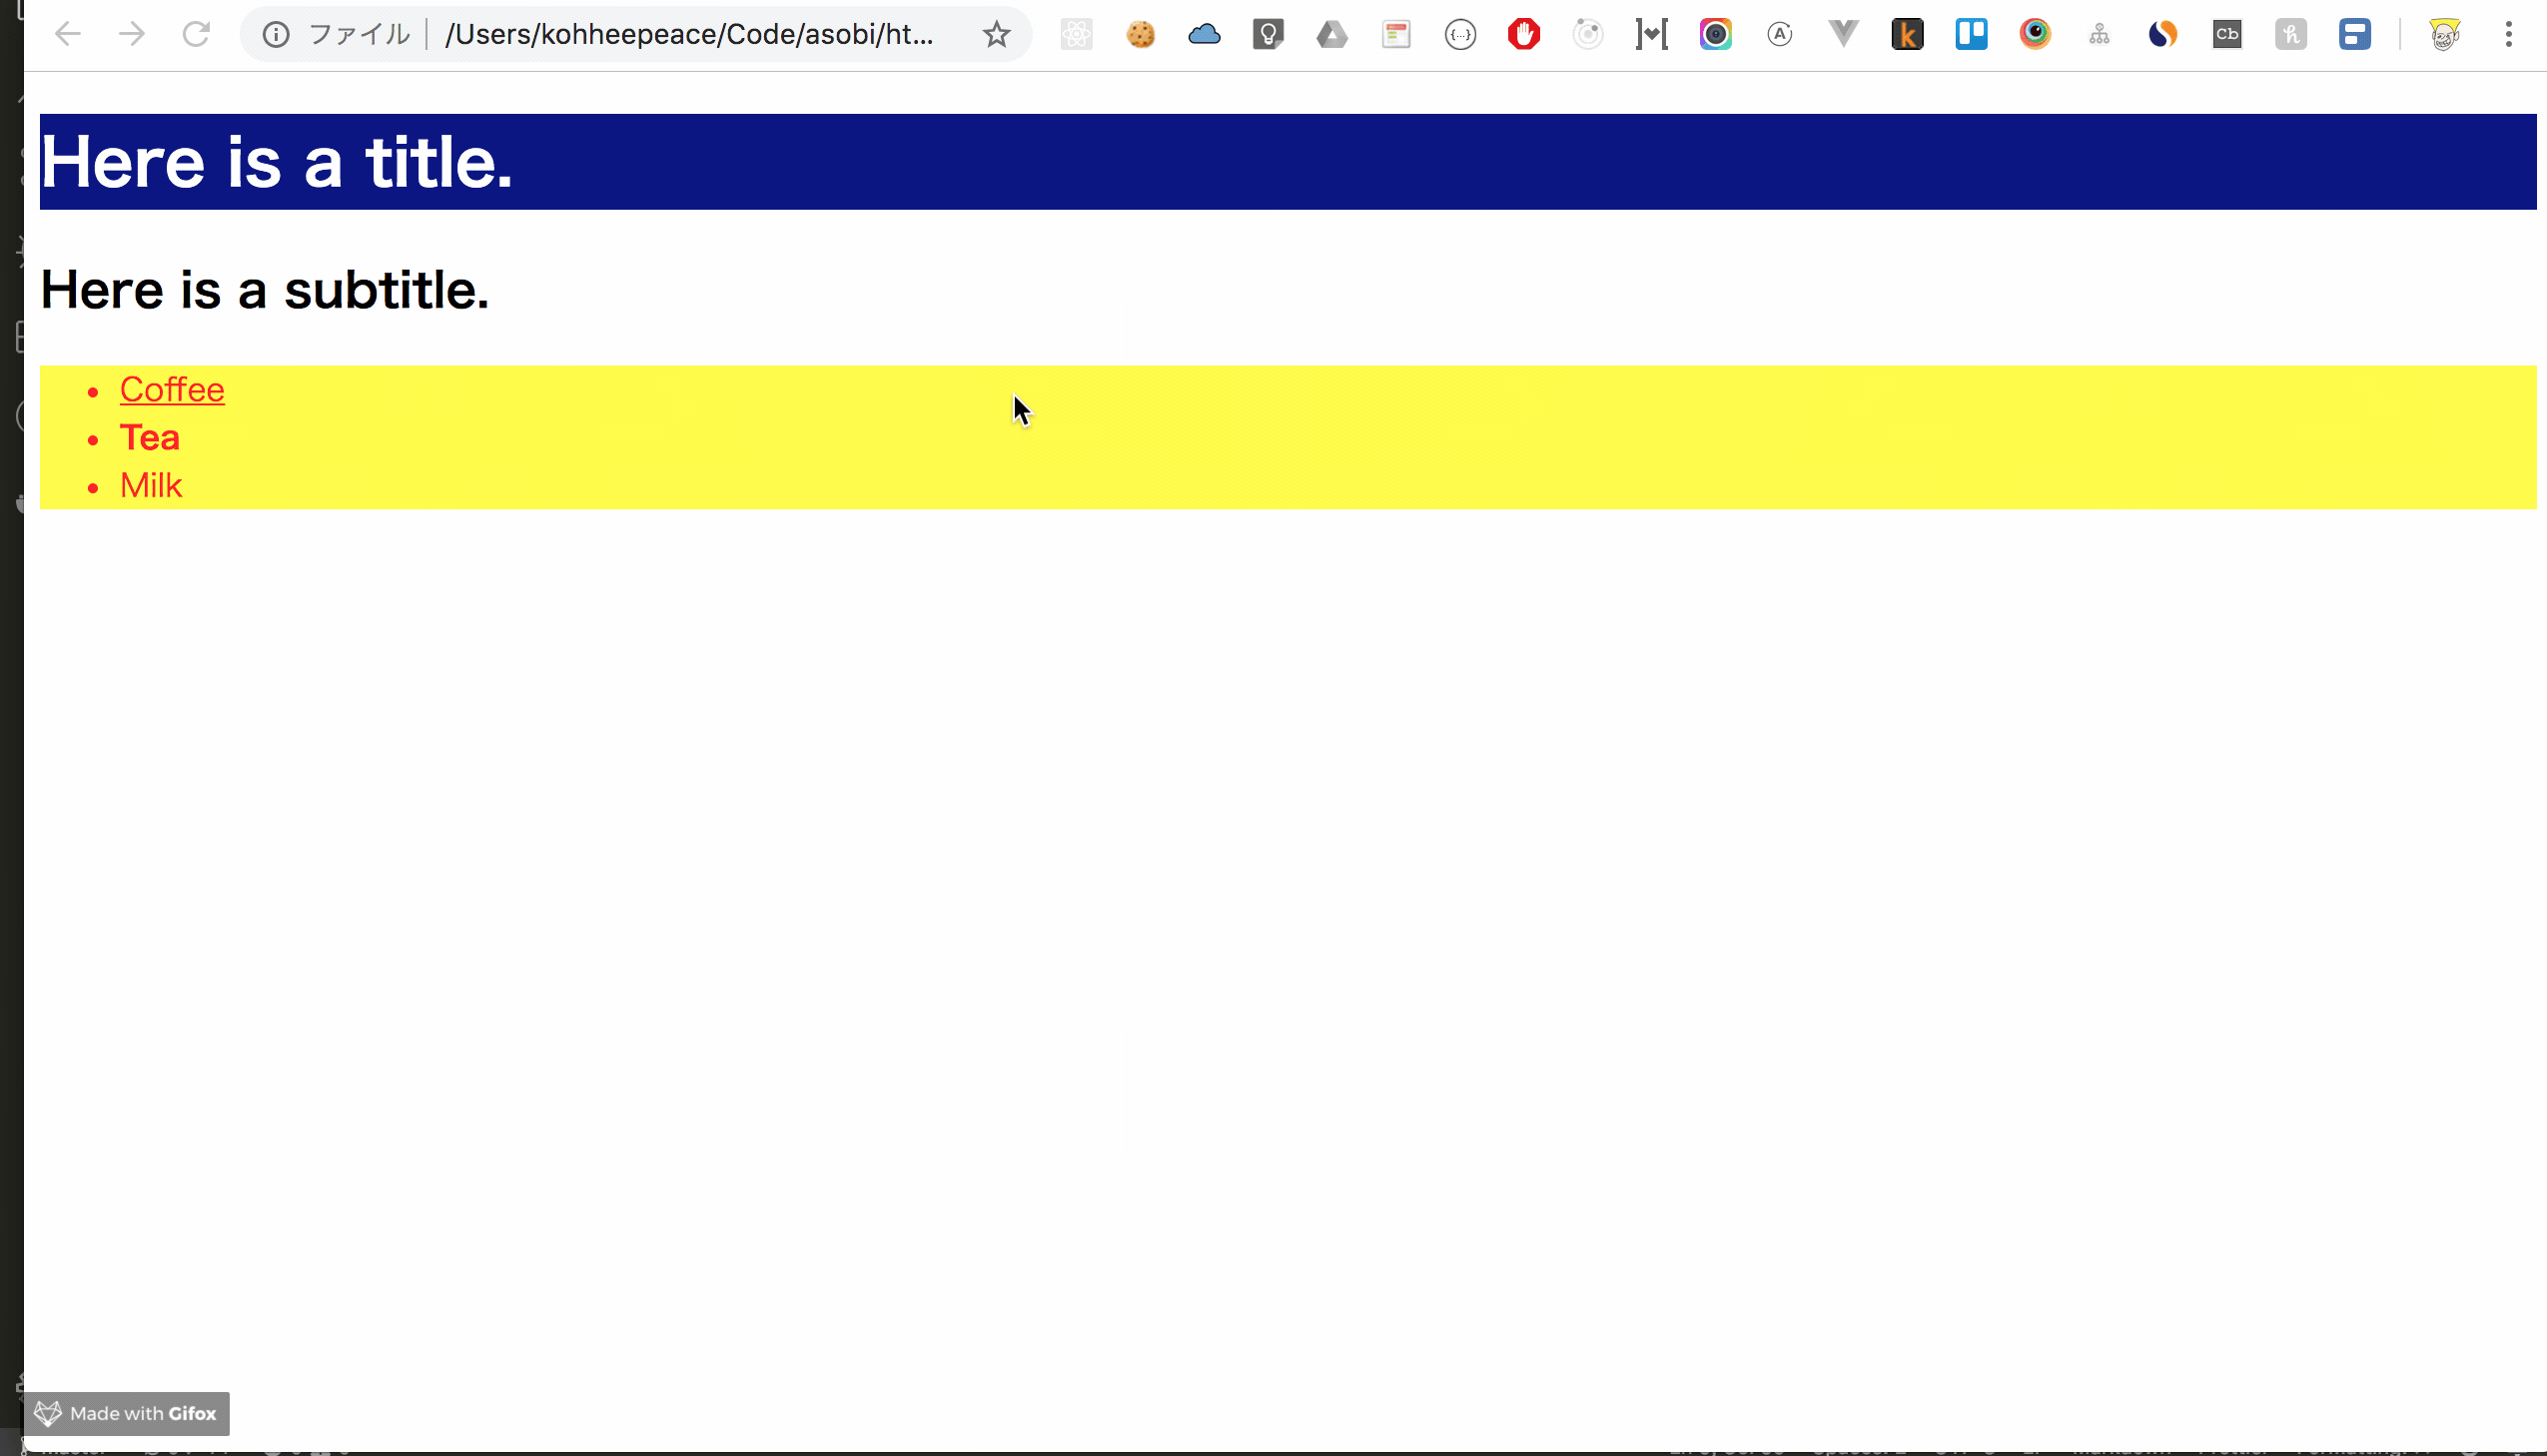 ファイル /Users/kohheepeace/Code/asobi/ht...
Here is a title.
Here is a subtitle.
Coffee
Tea
Milk
Made with Gifox